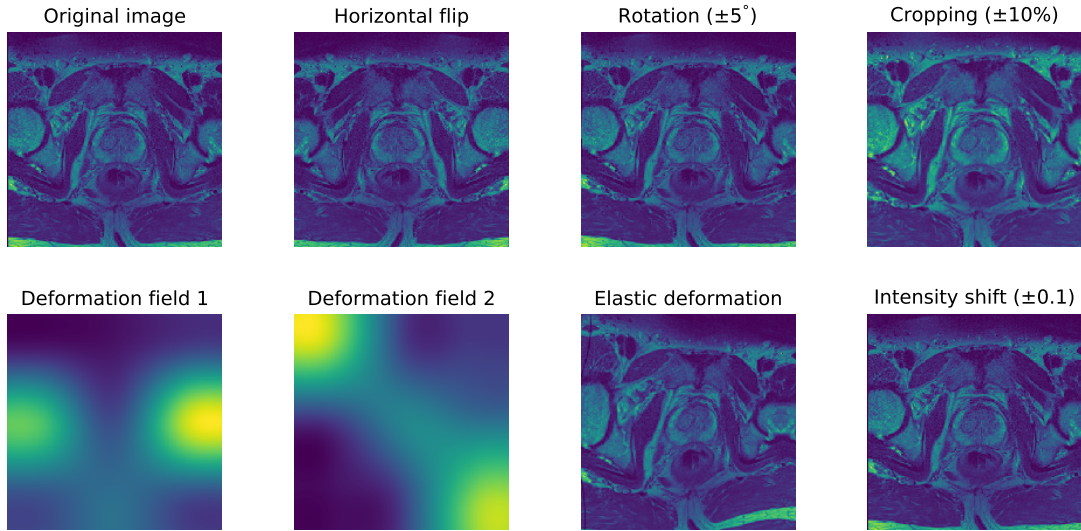 Original image
Horizontal flip
Rotation (±5°)
Cropping (±10%)
Deformation field 1
Deformation field 2
Elastic deformation
Intensity shift (±0.1)